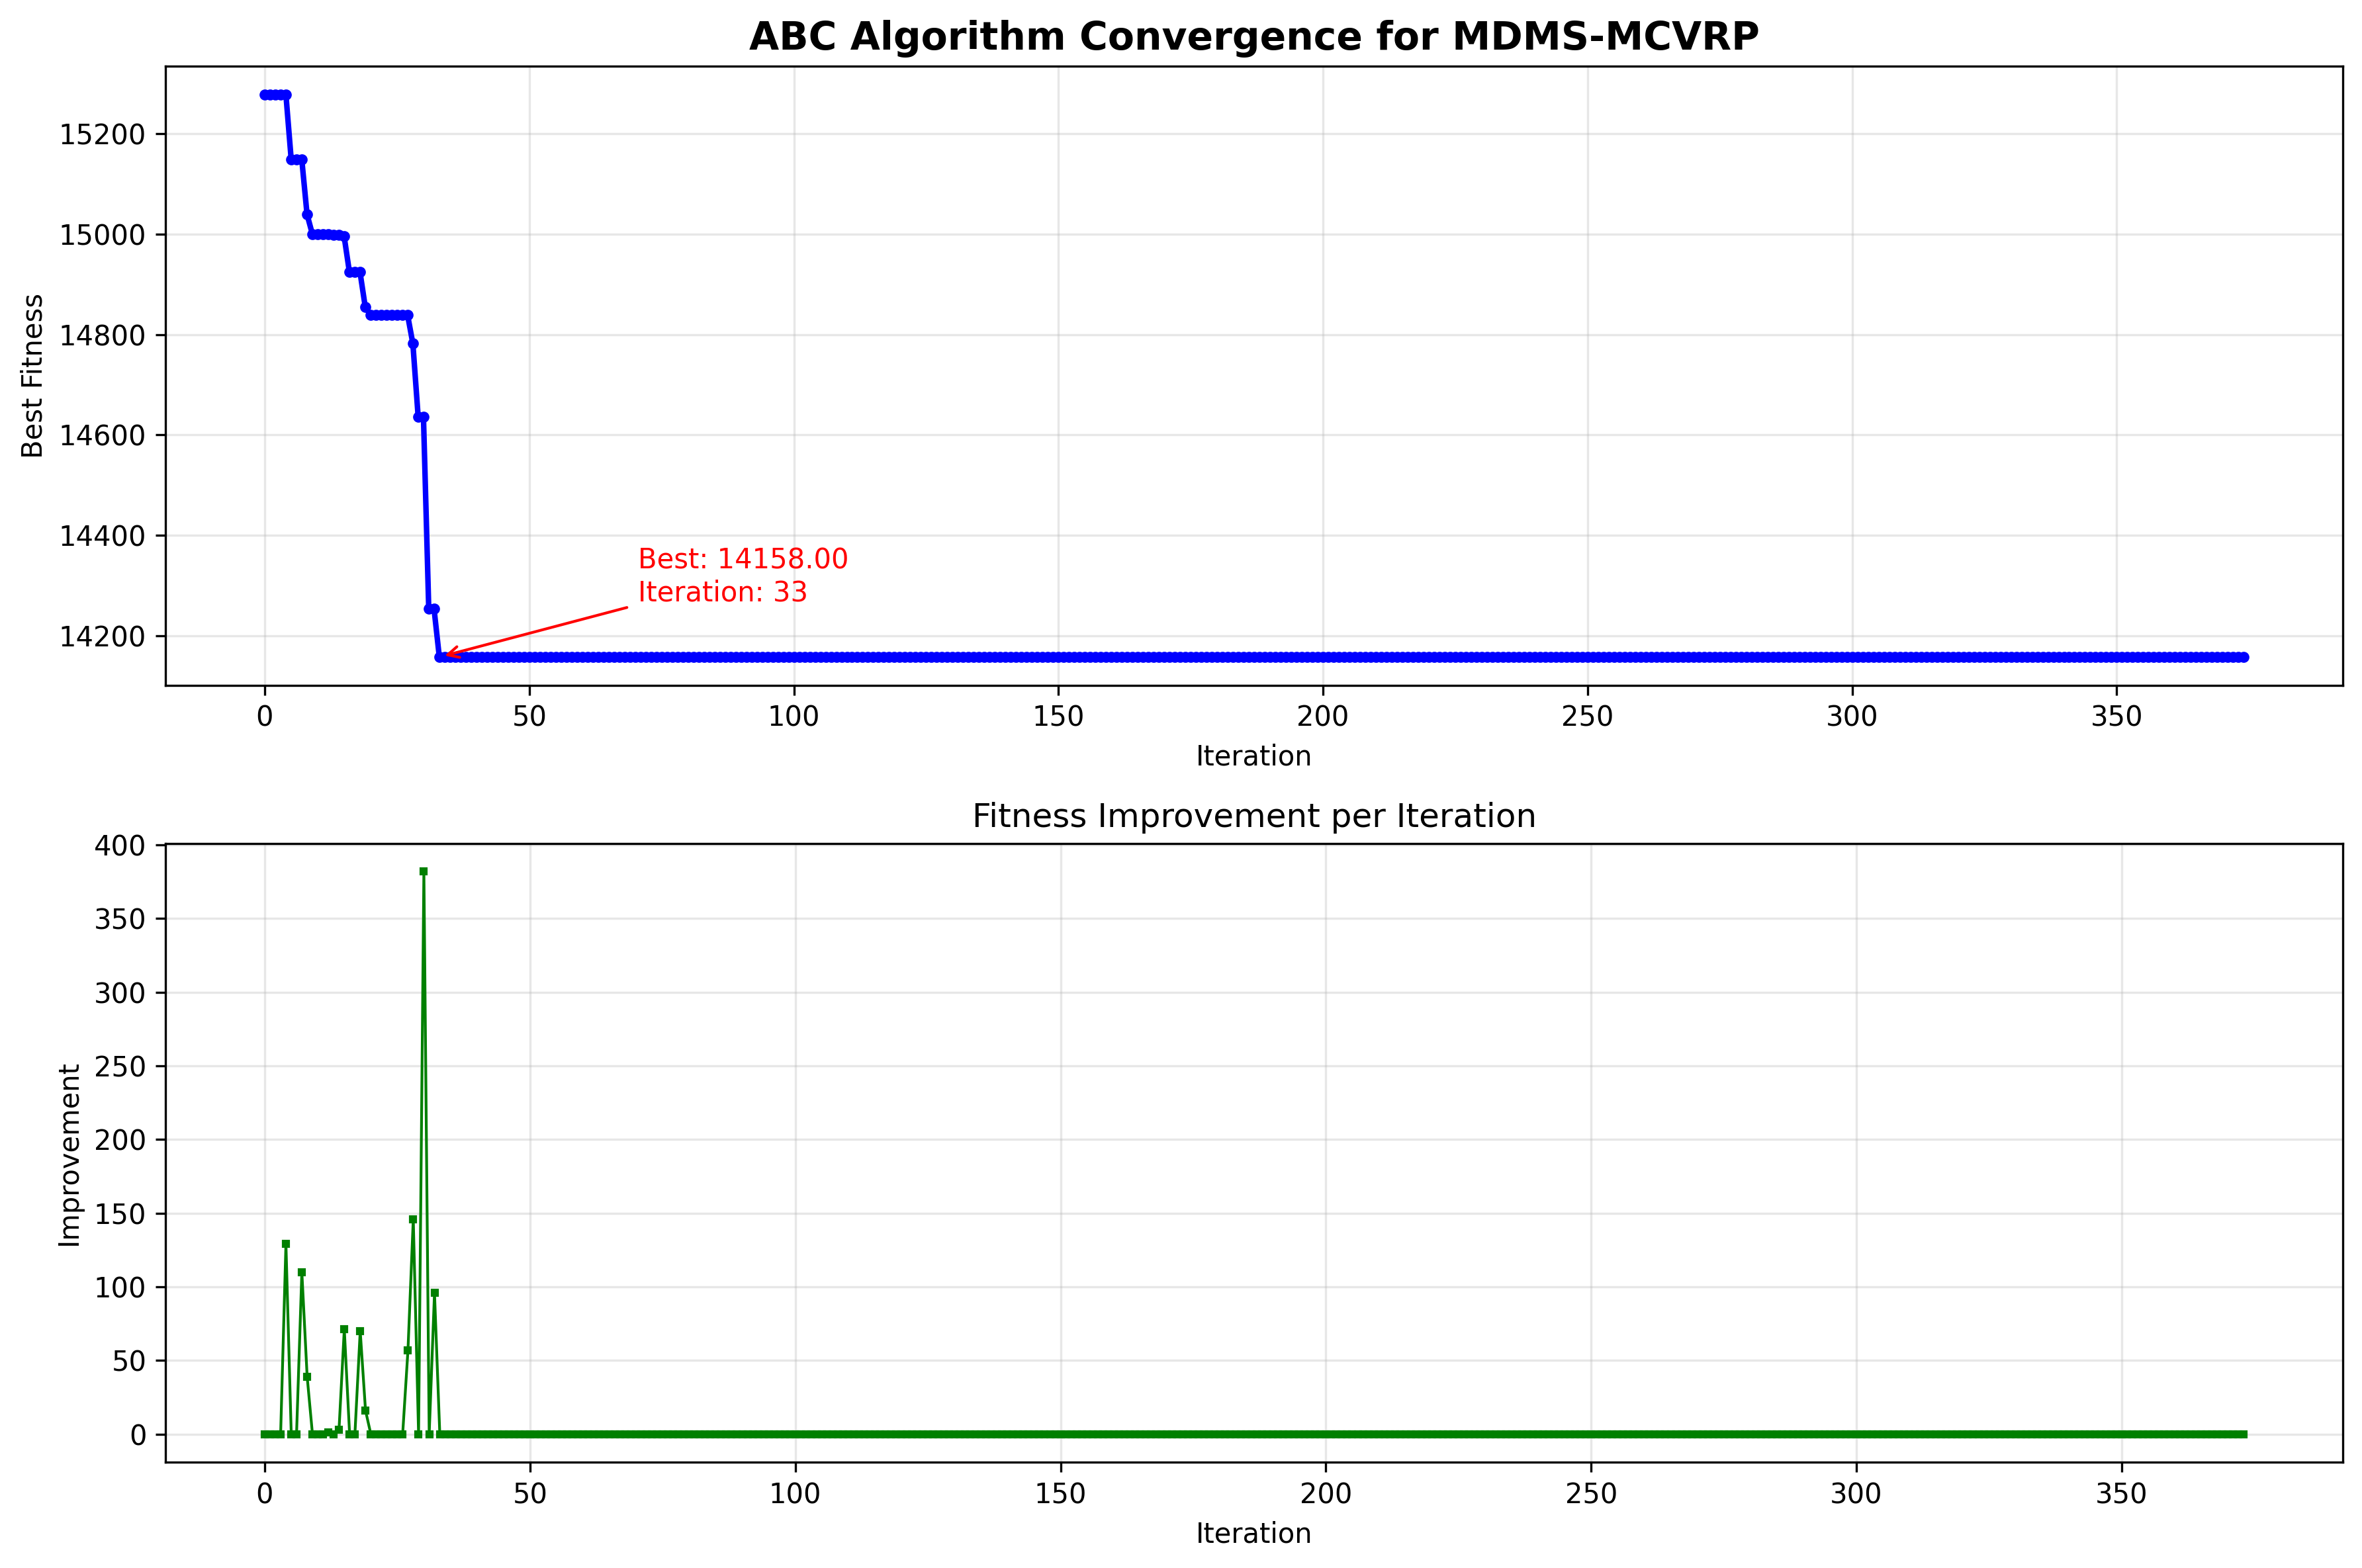 ABC Algorithm Convergence for MDMS-MCVRP
15200
15000
14800
14600
14400
14200
Best Fitness
Best: 14158.00
Iteration: 33
0 50 100 150 200 250 300 350
Iteration
Fitness Improvement per Iteration
400
350
300
250
200
150
100
50
0
Improvement
0 50 100 150 200 250 300 350
Iteration